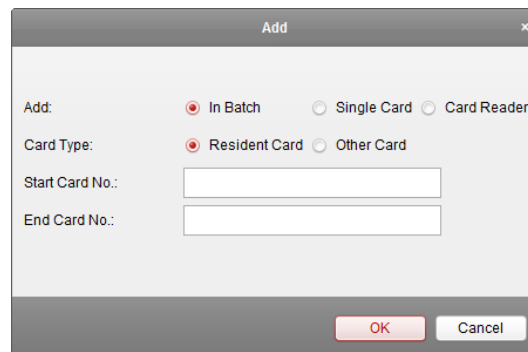 Add
Add: In Batch Single Card Card Reader
Card Type: Resident Card Other Card
Start Card No.:
End Card No.:
OK Cancel